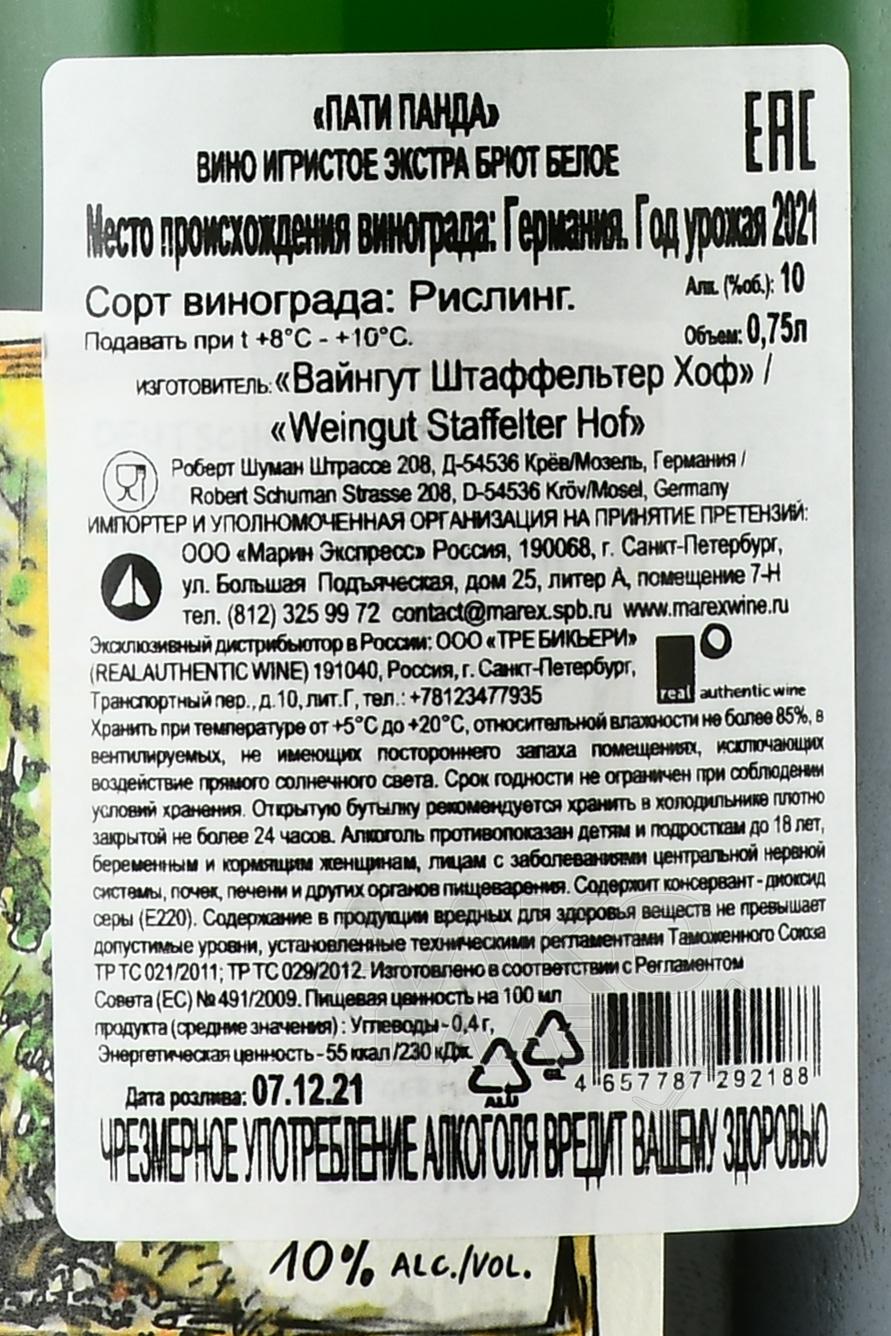 «ПАТИ ПАНДА»
EAC
ВИНО ИГРИСТОЕ ЭКСТРА БРЮТ БЕЛОЕ
Место происхождения винограда: Германия. Год урожая 2021
Сорт винограда: Рислинг.
Алк. (%об.): 10
Подавать при t +8°C - +10°C.
Объем: 0,75л
ИЗГОТОВИТЕЛЬ: «Вайнгут Штаффельтер Хоф» /
«Weingut Staffelter Hof»
Роберт Шуман Штрассе 208, Д-54536 Крёв/Мозель, Германия /
Robert Schuman Strasse 208, D-54536 Kröv/Mosel, Germany
ИМПОРТЕР И УПОЛНОМОЧЕННАЯ ОРГАНИЗАЦИЯ НА ПРИНЯТИЕ ПРЕТЕНЗИЙ:
ООО «Марин Экспресс» Россия, 190068, г. Санкт-Петербург,
ул. Большая Подъяческая, дом 25, литер А, помещение 7-Н
тел. (812) 325 99 72 contact@marex.spb.ru www.marexwine.ru
Эксклюзивный дистрибьютор в России: ООО «ТРЕ БИКЬЕРИ»
(REALAUTHENTIC WINE) 191040, Россия, г. Санкт-Петербург,
Транспортный пер., д.10, лит.Г, тел.: +78123477935
real authentic wine
Хранить при температуре от +5°C до +20°C, относительной влажности не более 85%, в
вентилируемых, не имеющих постороннего запаха помещениях, исключающих
воздействие прямого солнечного света. Срок годности не ограничен при соблюдении
условий хранения. Открытую бутылку рекомендуется хранить в холодильнике плотно
закрытой не более 24 часов. Алкоголь противопоказан детям и подросткам до 18 лет,
беременным и кормящим женщинам, лицам с заболеваниями центральной нервной
системы, почек, печени и других органов пищеварения. Содержит консервант - диоксид
серы (Е220). Содержание в продукции вредных для здоровья веществ не превышает
допустимые уровни, установленные техническими регламентами Таможенного Союза
ТР ТС 021/2011; ТР ТС 029/2012. Изготовлено в соответствии с Регламентом
Совета (ЕС) №491/2009. Пищевая ценность на 100 мл
продукта (средние значения) : Углеводы - 0,4 г,
Энергетическая ценность - 55 ккал /230 кДж.
ALU
GL
4 657787 292188
Дата розлива: 07.12.21
ЧРЕЗМЕРНОЕ УПОТРЕБЛЕНИЕ АЛКОГОЛЯ ВРЕДИТ ВАШЕМУ ЗДОРОВЬЮ
10% ALC./VOL.